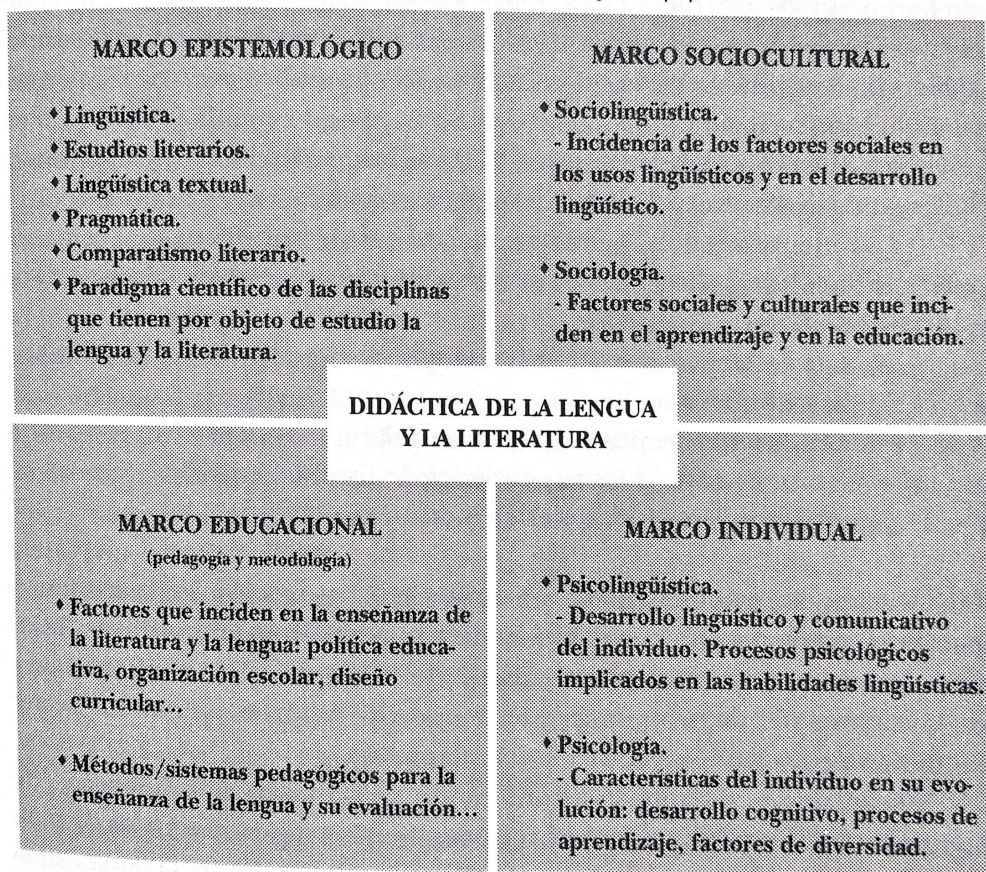 MARCO EPISTEMOLÓGICO
♦ Lingüística.
♦ Estudios literarios.
♦ Lingüística textual.
♦ Pragmática.
♦ Comparatismo literario.
♦ Paradigma científico de las disciplinas
que tienen por objeto de estudio la
lengua y la literatura.
MARCO SOCIOCULTURAL
♦ Sociolingüística.
- Incidencia de los factores sociales en
los usos lingüísticos y en el desarrollo
lingüístico.
♦ Sociología.
- Factores sociales y culturales que inci-
den en el aprendizaje y en la educación.
DIDÁCTICA DE LA LENGUA
Y LA LITERATURA
MARCO EDUCACIONAL
(pedagogía y metodología)
♦ Factores que inciden en la enseñanza de
la literatura y la lengua: política educa-
tiva, organización escolar, diseño
curricular...
♦ Métodos/sistemas pedagógicos para la
enseñanza de la lengua y su evaluación...
MARCO INDIVIDUAL
♦ Psicolingüística.
- Desarrollo lingüístico y comunicativo
del individuo. Procesos psicológicos
implicados en las habilidades lingüísticas.
♦ Psicología.
- Características del individuo en su evo-
lución: desarrollo cognitivo, procesos de
aprendizaje, factores de diversidad.